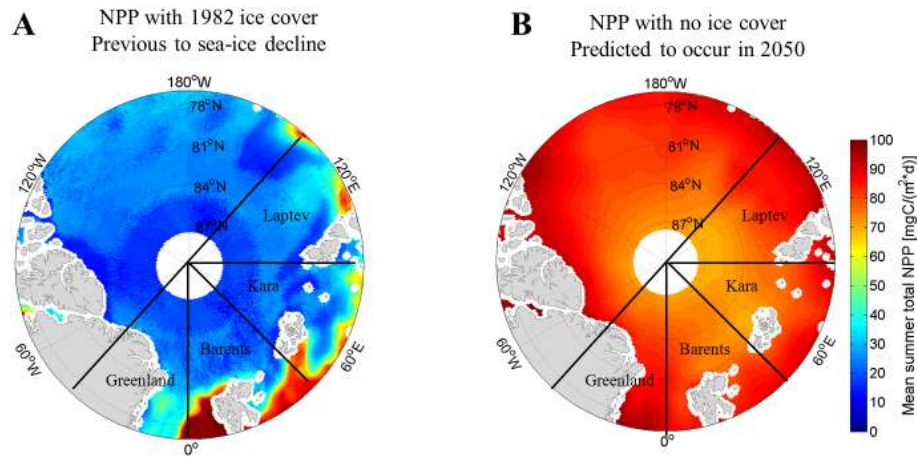 A
NPP with 1982 ice cover
Previous to sea-ice decline
180°W
78°N
81°N
84°N
87°N
120°W
120°E
60°W
60°E
0°
Laptev
Kara
Barents
Greenland
B
NPP with no ice cover
Predicted to occur in 2050
180°W
78°N
81°N
84°N
87°N
120°W
120°E
60°W
60°E
0°
Laptev
Kara
Barents
Greenland
100
90
80
70
60
50
40
30
20
10
0
Mean summer total NPP [mgC/(m²*d)]